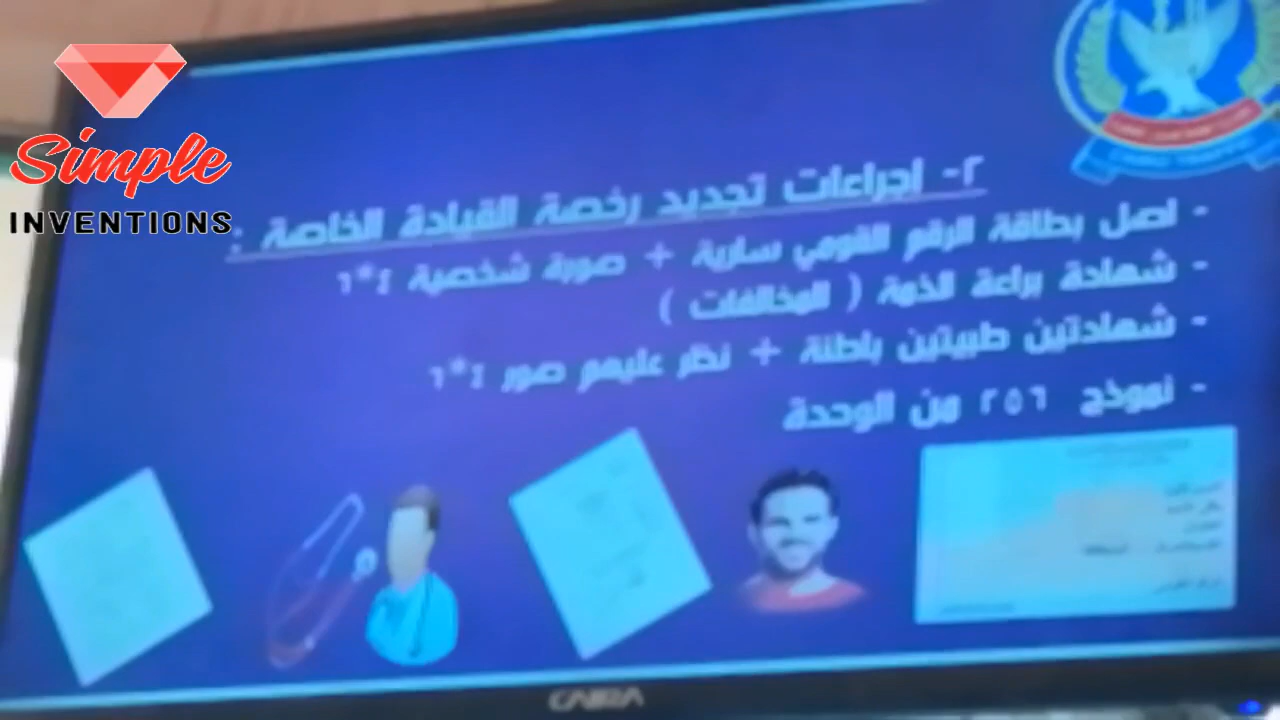 Simple
INVENTIONS
٢- اجراءات تجديد رخصة القيادة الخاصة :
- اصل بطاقة الرقم القومي سارية + صورة شخصية ٤*٦
- شهادة براءة الذمة ( المخالفات )
- شهادتين طبيتين باطنة + نظر عليهم صور ٤*٦
- نموذج ٢٥٦ من الوحدة
CAIRA